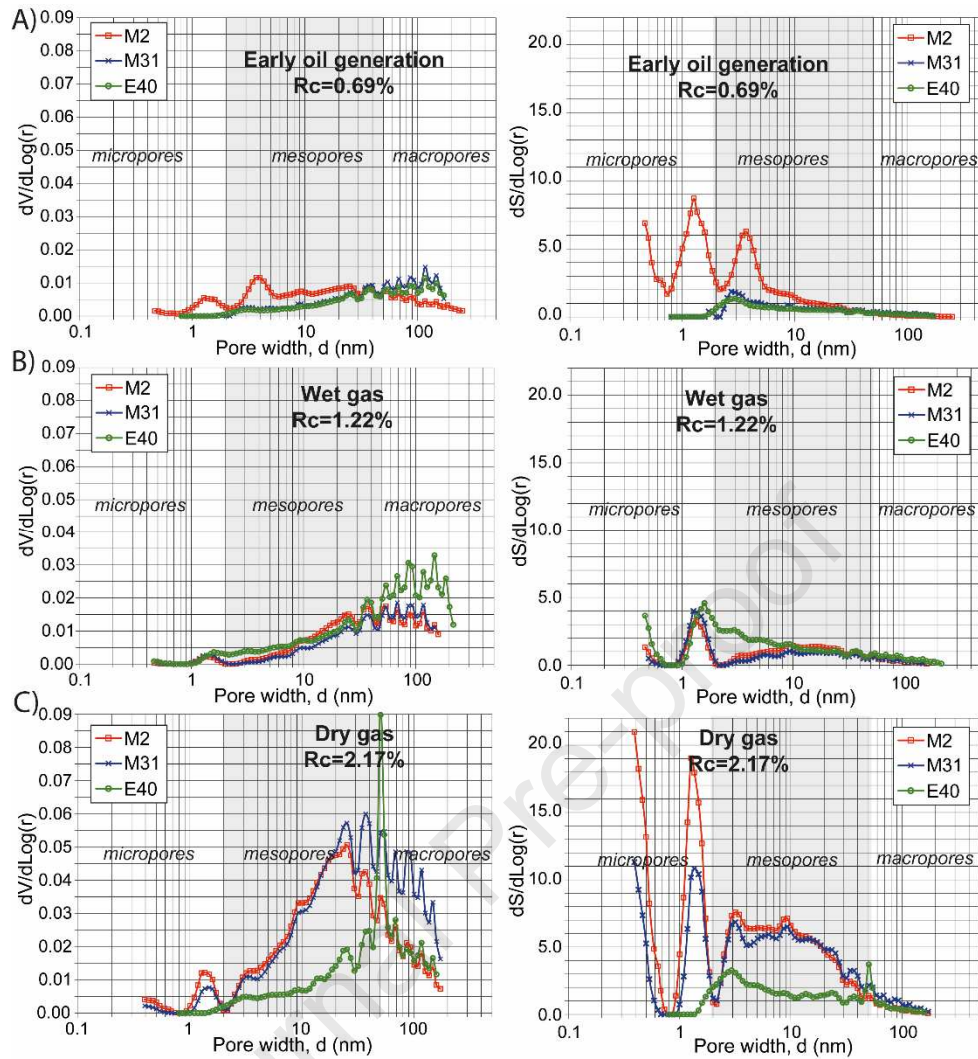 A)
0.09
0.08
0.07
0.06
0.05
0.04
0.03
0.02
0.01
0.00
dV/dLog(r)
M2
M31
E40
Early oil generation
Rc=0.69%
micropores
mesopores
macropores
0.1
1
10
100
Pore width, d (nm)
20.0
15.0
10.0
5.0
0.0
dS/dLog(r)
Early oil generation
Rc=0.69%
M2
M31
E40
micropores
mesopores
macropores
0.1
1
10
100
Pore width, d (nm)
B)
0.09
0.08
0.07
0.06
0.05
0.04
0.03
0.02
0.01
0.00
dV/dLog(r)
M2
M31
E40
Wet gas
Rc=1.22%
micropores
mesopores
macropores
0.1
1
10
100
Pore width, d (nm)
20.0
15.0
10.0
5.0
0.0
dS/dLog(r)
Wet gas
Rc=1.22%
M2
M31
E40
micropores
mesopores
macropores
0.1
1
10
100
Pore width, d (nm)
C)
0.09
0.08
0.07
0.06
0.05
0.04
0.03
0.02
0.01
0.00
dV/dLog(r)
M2
M31
E40
Dry gas
Rc=2.17%
micropores
mesopores
macropores
0.1
1
10
100
Pore width, d (nm)
20.0
15.0
10.0
5.0
0.0
dS/dLog(r)
Dry gas
Rc=2.17%
M2
M31
E40
micropores
mesopores
macropores
0.1
1
10
100
Pore width, d (nm)
nal Pre-proof